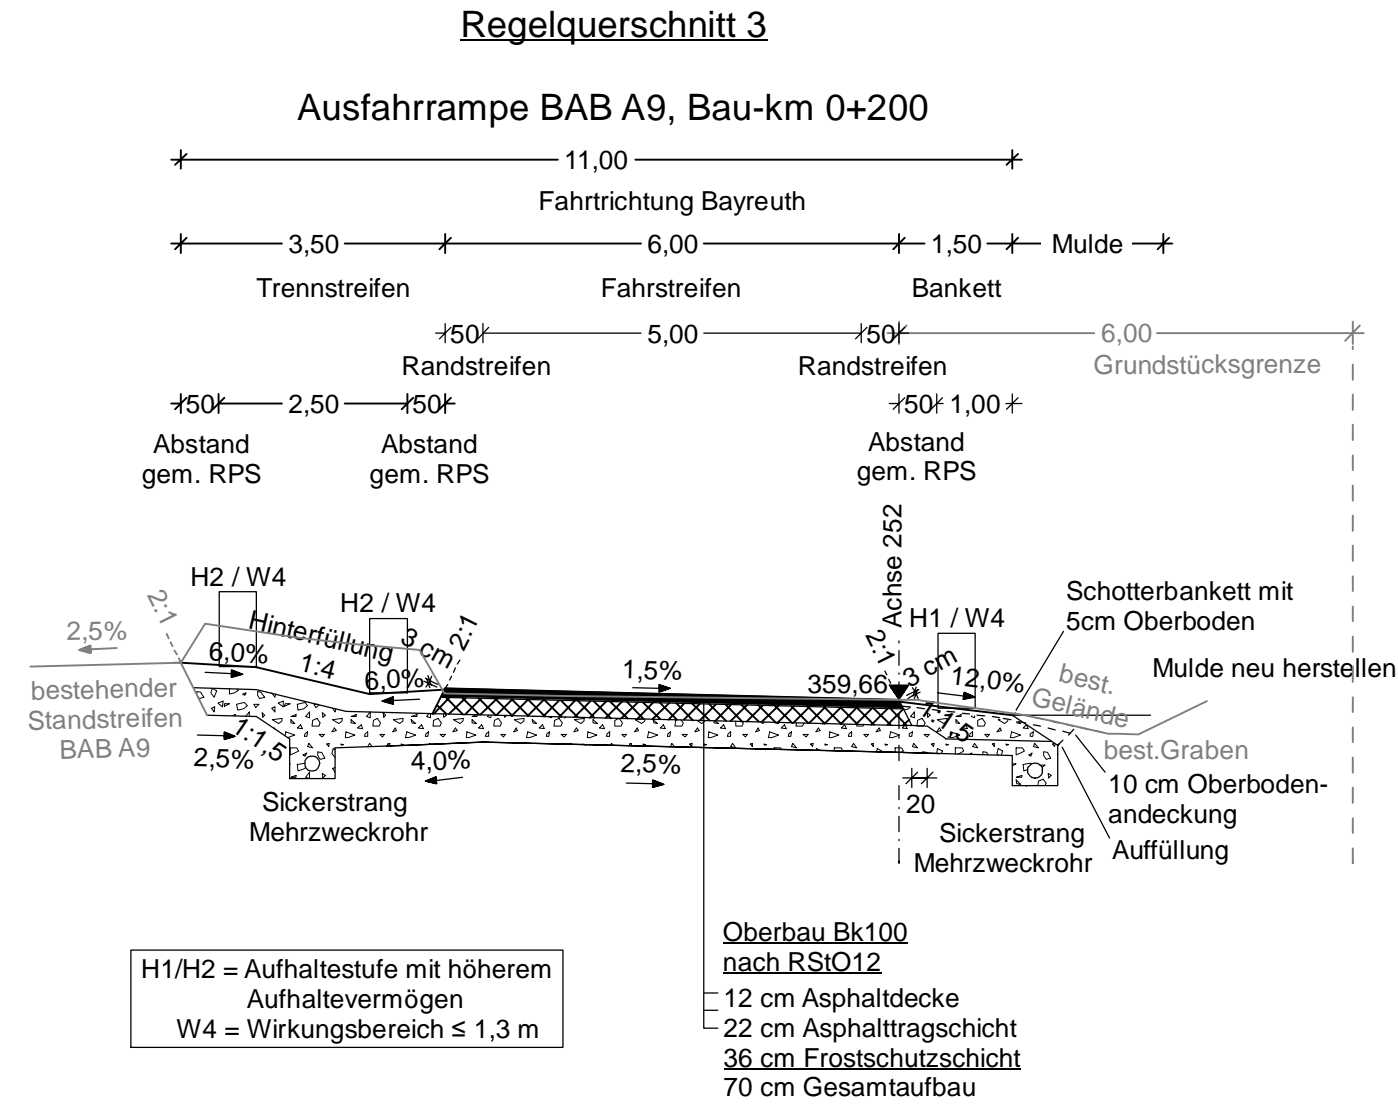 Regelquerschnitt 3
Ausfahrrampe BAB A9, Bau-km 0+200
11,00
Fahrtrichtung Bayreuth
3,50 6,00 1,50 Mulde
Trennstreifen Fahrstreifen Bankett
50 5,00 50 6,00
Randstreifen Randstreifen Grundstücksgrenze
50 2,50 50 50 1,00
Abstand
gem. RPS
Abstand
gem. RPS
Abstand
gem. RPS
Achse 252
H2 / W4
H2 / W4
H1 / W4
Schotterbankett mit
5cm Oberboden
2:1
2,5%
Hinterfüllung
3 cm
2:1
6,0%
1:4
6,0%
1,5%
359,66
2:1
3 cm
12,0%
best.
Gelände
Mulde neu herstellen
bestehender
Standstreifen
BAB A9
1:1,5
2,5%
4,0%
2,5%
1:1,5
best.Graben
20
10 cm Oberboden-
andeckung
Auffüllung
Sickerstrang
Mehrzweckrohr
Sickerstrang
Mehrzweckrohr
Oberbau Bk100
nach RStO12
12 cm Asphaltdecke
22 cm Asphalttragschicht
36 cm Frostschutzschicht
70 cm Gesamtaufbau
H1/H2 = Aufhaltestufe mit höherem
Aufhaltevermögen
W4 = Wirkungsbereich ≤ 1,3 m